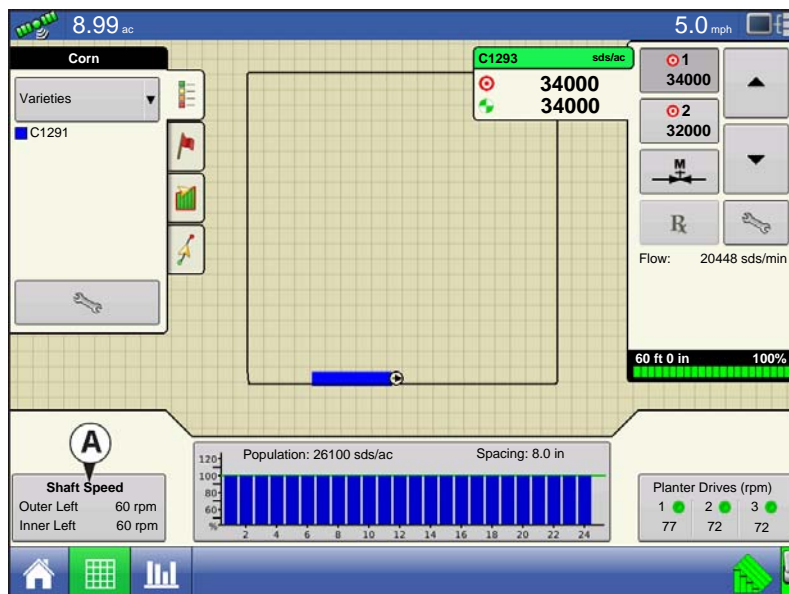 8.99 ac
5.0 mph
Corn
Varieties
C1291
C1293 sds/ac
34000
34000
1
34000
2
32000
M
Rx
Flow: 20448 sds/min
60 ft 0 in 100%
A
Shaft Speed
Outer Left 60 rpm
Inner Left 60 rpm
Population: 26100 sds/ac Spacing: 8.0 in
120
100
80
60
%
2 4 6 8 10 12 14 16 18 20 22 24
Planter Drives (rpm)
1 2 3
77 72 72